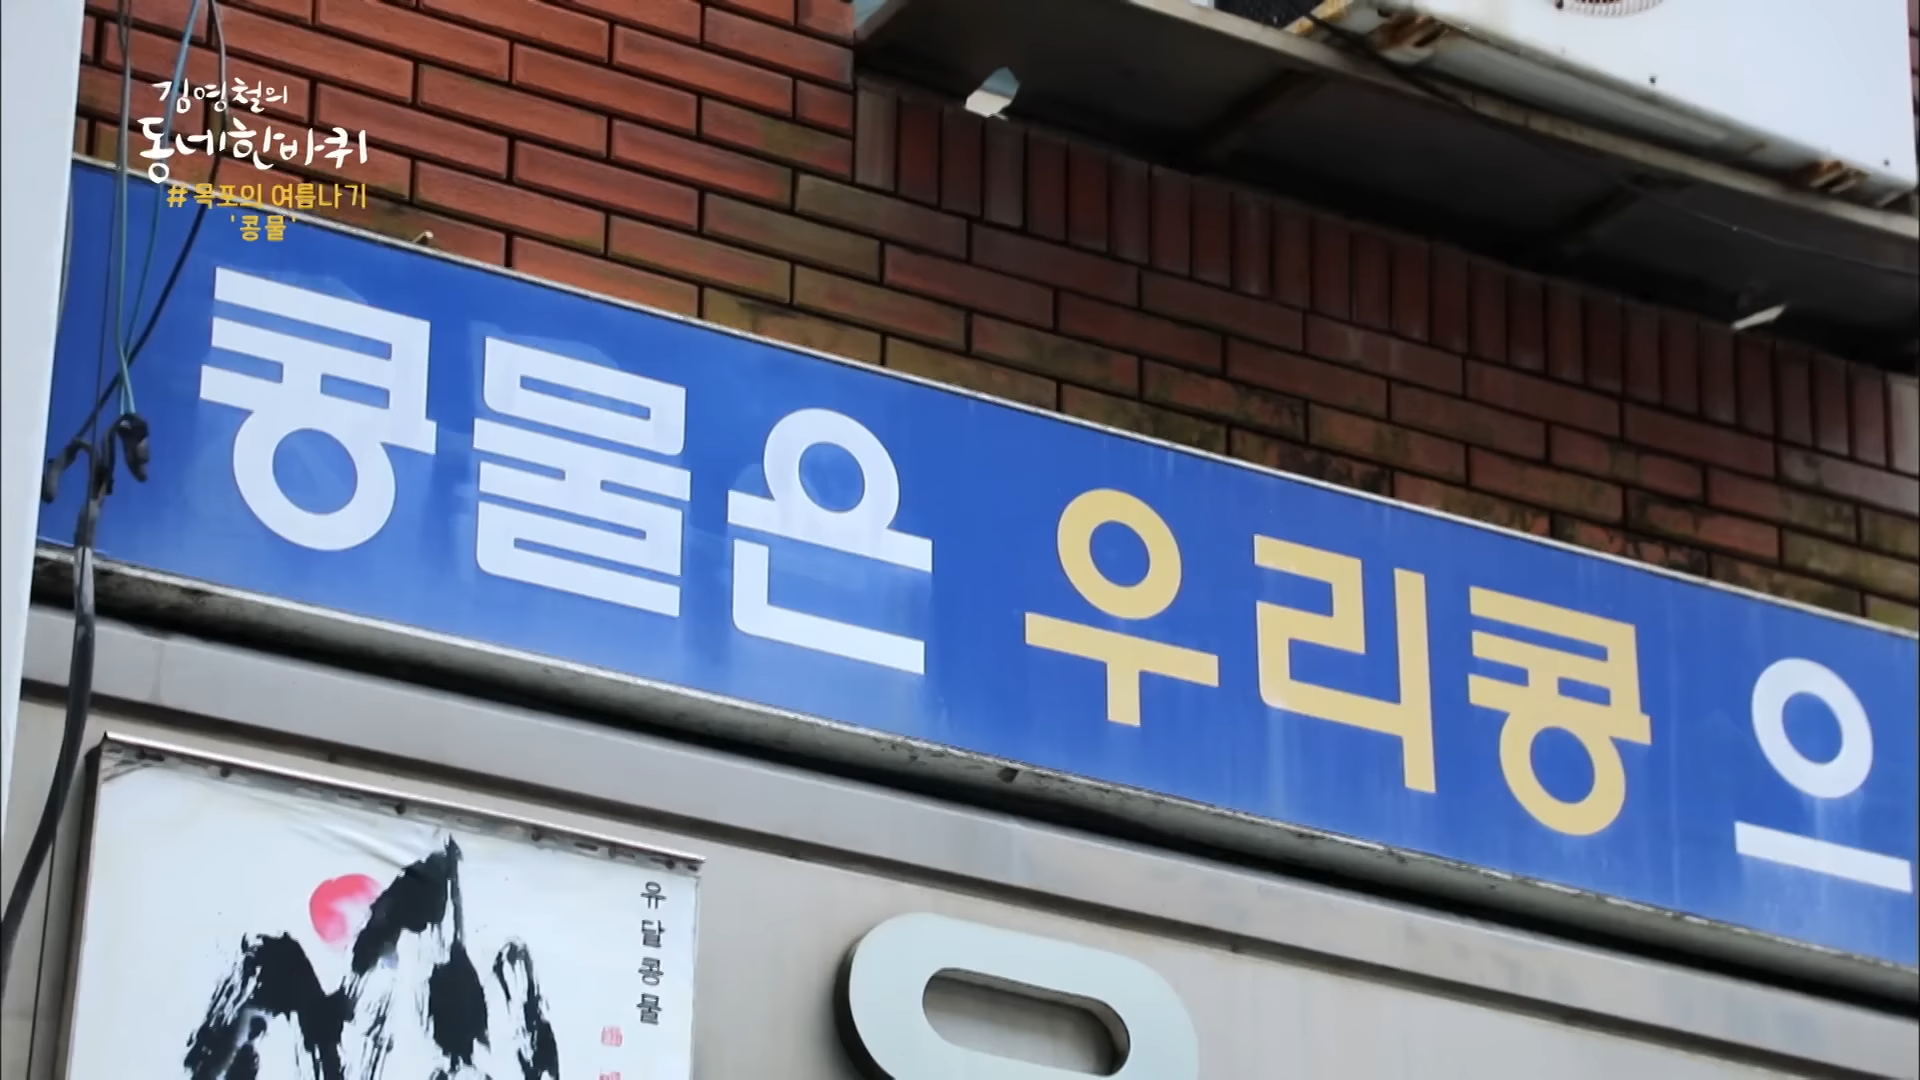 김영철의
동네한바퀴
#목포의 여름나기
'콩물'
콩물은 우리콩 으
유달콩물